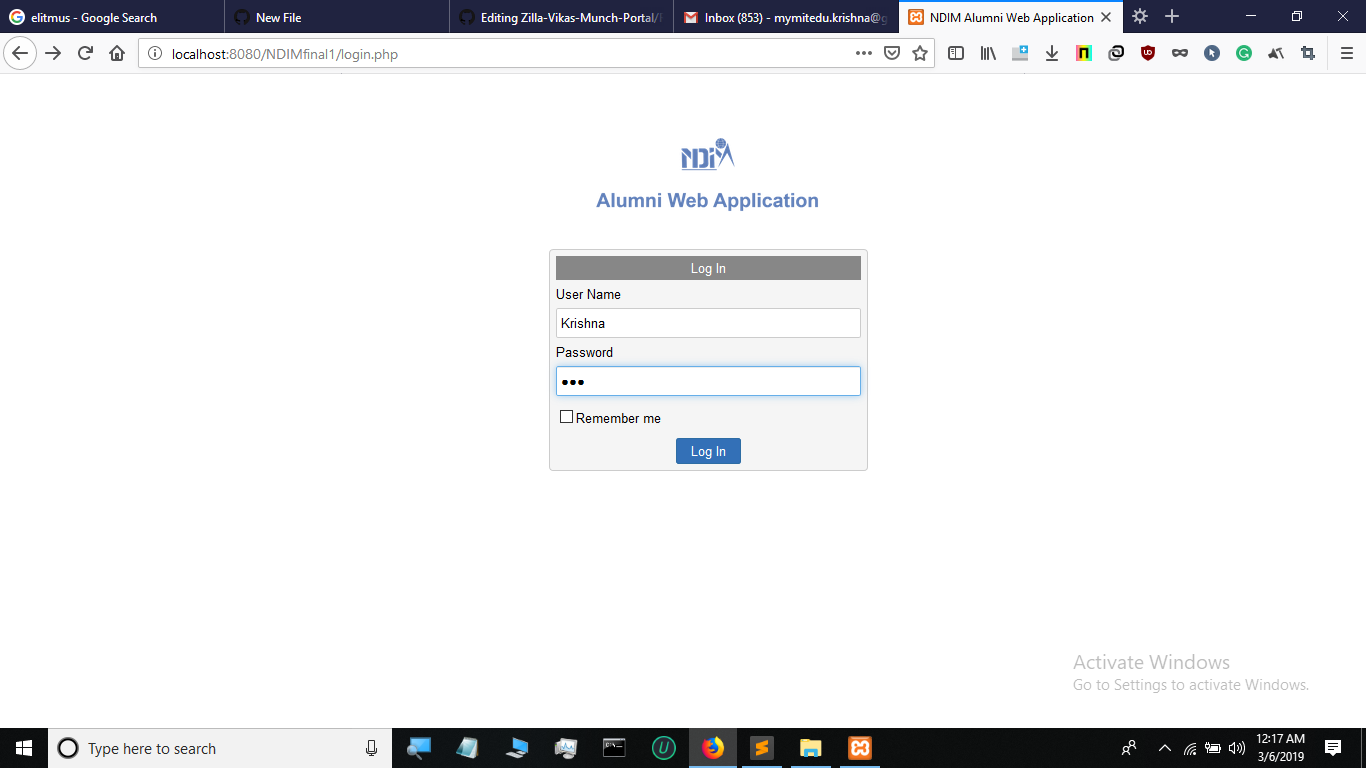 elitmus - Google Search
New File
Editing Zilla-Vikas-Munch-Portal/
Inbox (853) - mymitedu.krishna@g
NDIM Alumni Web Application
localhost:8080/NDIMfinal1/login.php
NDiM
Alumni Web Application
Log In
User Name
Krishna
Password
•••
Remember me
Log In
Activate Windows
Go to Settings to activate Windows.
Type here to search
12:17 AM
3/6/2019